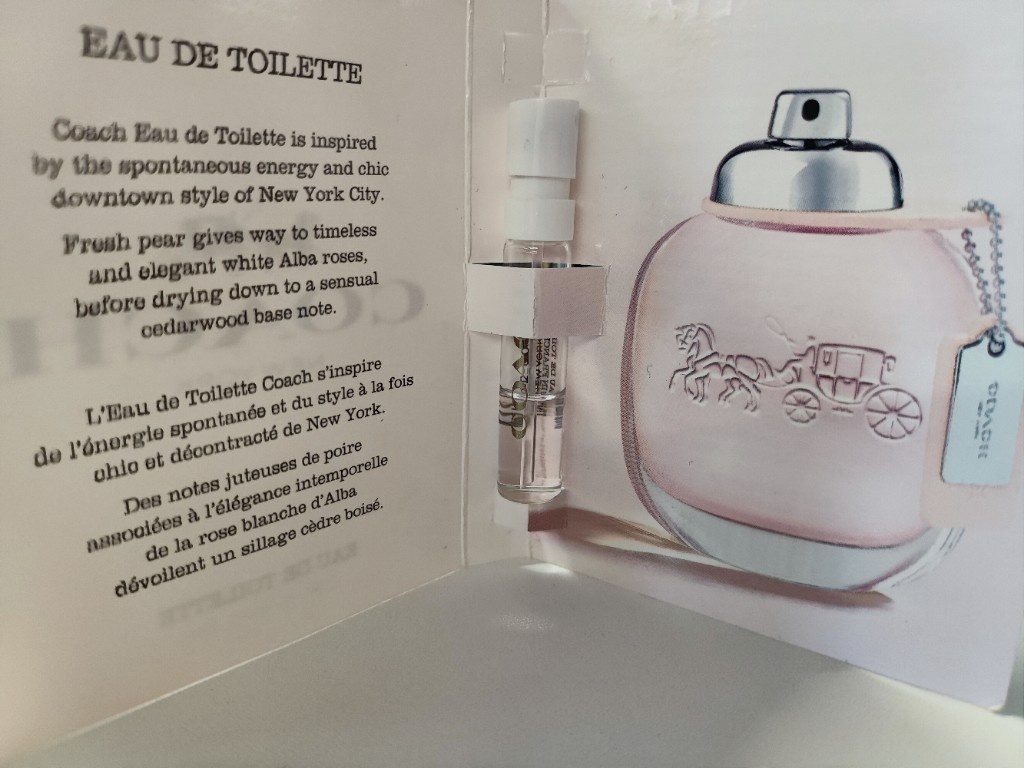 EAU DE TOILETTE
Coach Eau de Toilette is inspired
by the spontaneous energy and chic
downtown style of New York City.
Fresh pear gives way to timeless
and elegant white Alba roses,
before drying down to a sensual
cedarwood base note.
L'Eau de Toilette Coach s'inspire
de l'énergie spontanée et du style à la fois
chic et décontracté de New York.
Des notes juteuses de poire
associées à l'élégance intemporelle
de la rose blanche d'Alba
dévoilent un sillage cèdre boisé.
COACH